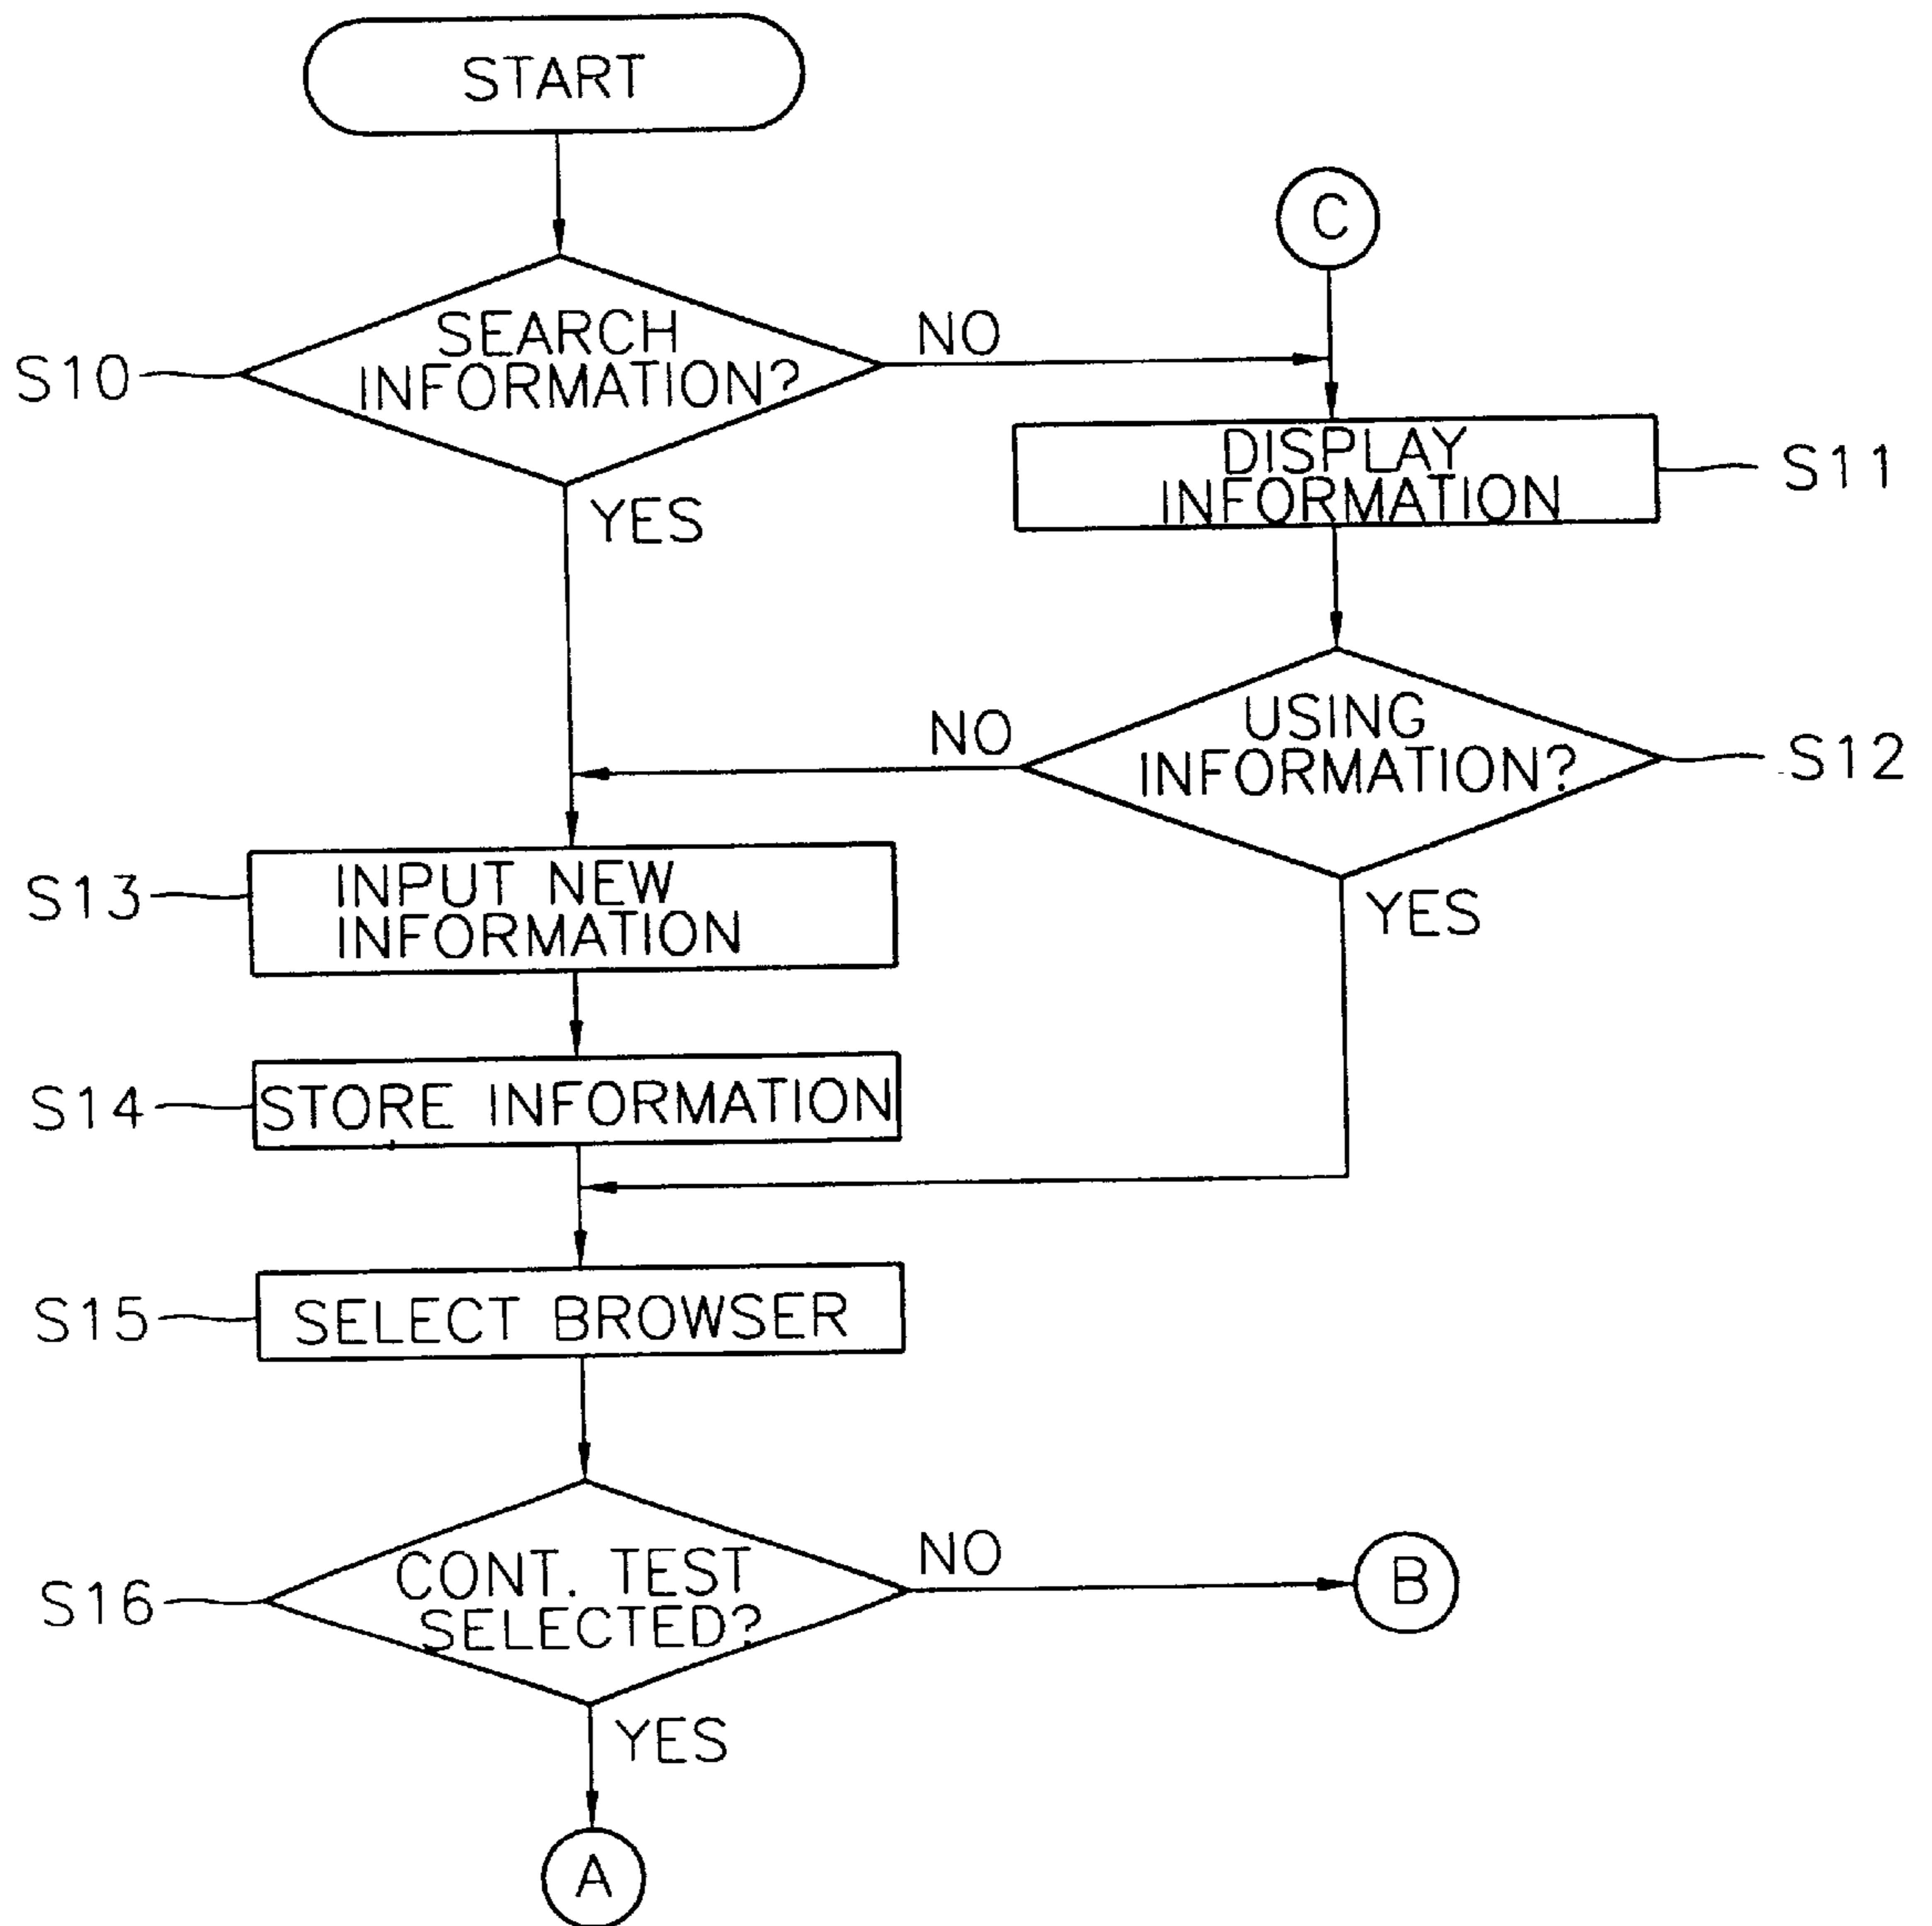 START
C
SEARCH
INFORMATION?
NO
S10
DISPLAY
INFORMATION
S11
YES
USING
INFORMATION?
NO
S12
INPUT NEW
INFORMATION
S13
YES
S14
STORE INFORMATION
S15
SELECT BROWSER
CONT. TEST
SELECTED?
NO
B
S16
YES
A